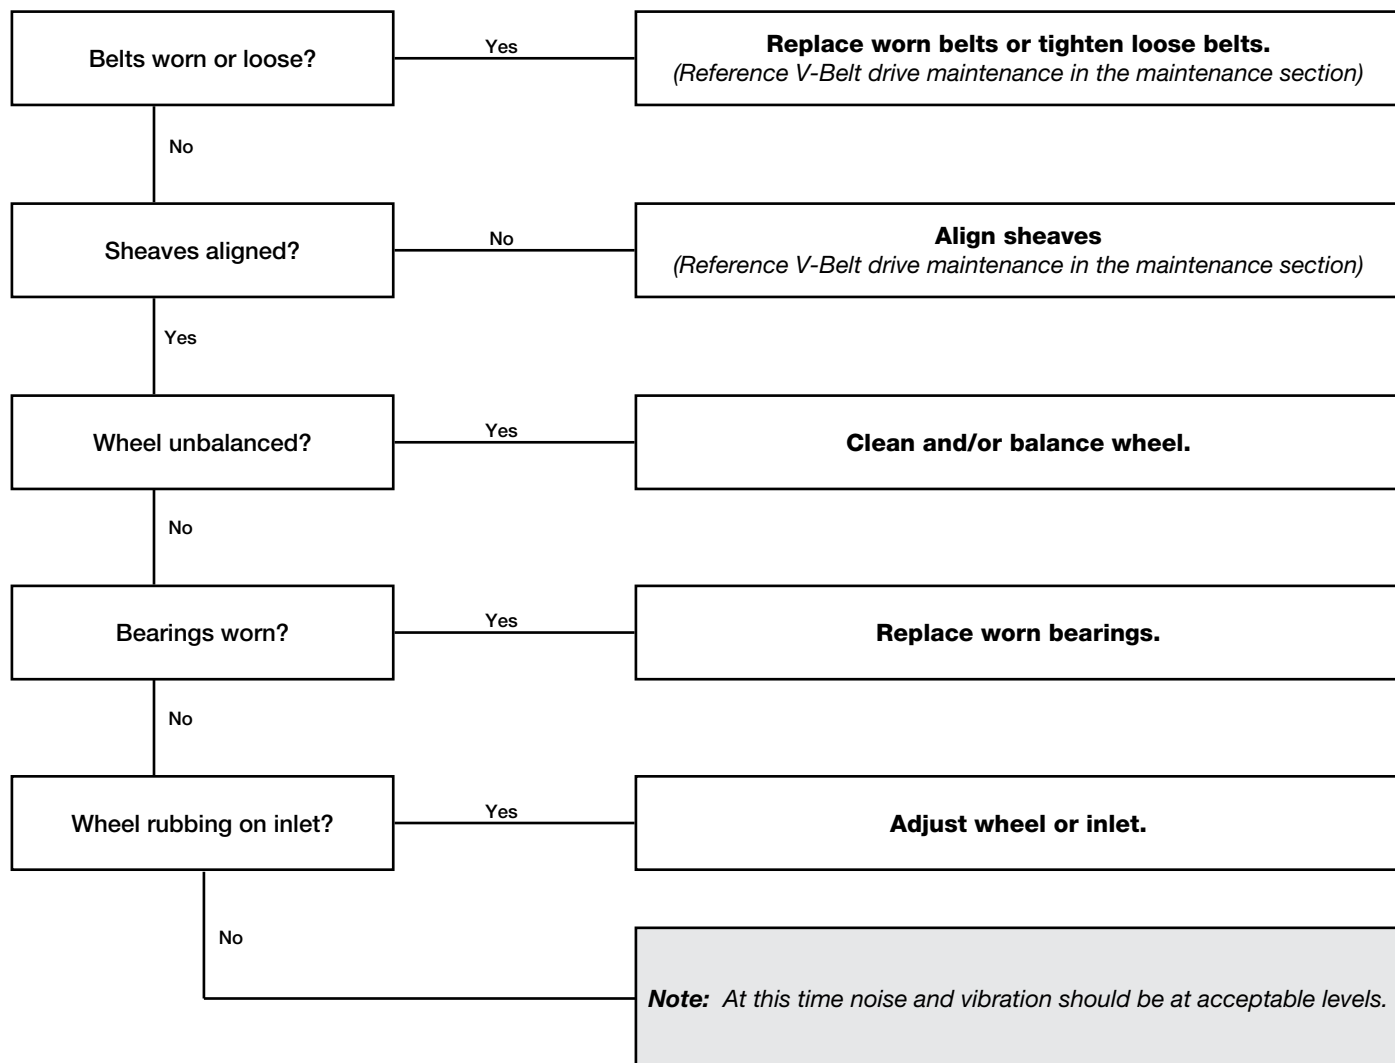 Belts worn or loose?
Yes
Replace worn belts or tighten loose belts.
(Reference V-Belt drive maintenance in the maintenance section)
No
Sheaves aligned?
No
Align sheaves
(Reference V-Belt drive maintenance in the maintenance section)
Yes
Wheel unbalanced?
Yes
Clean and/or balance wheel.
No
Bearings worn?
Yes
Replace worn bearings.
No
Wheel rubbing on inlet?
Yes
Adjust wheel or inlet.
No
Note: At this time noise and vibration should be at acceptable levels.